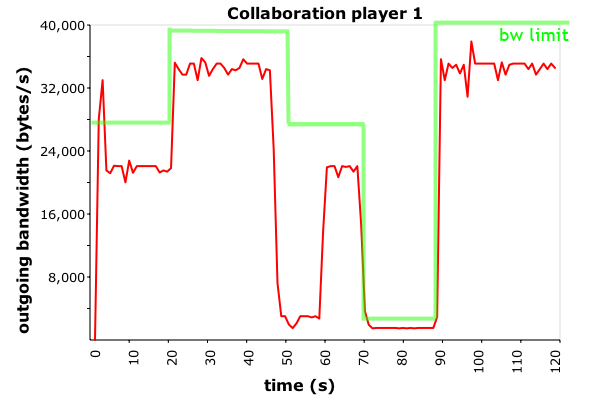 Collaboration player 1
bw limit
outgoing bandwidth (bytes/s)
40,000
32,000
24,000
16,000
8,000
0 10 20 30 40 50 60 70 80 90 100 110 120
time (s)